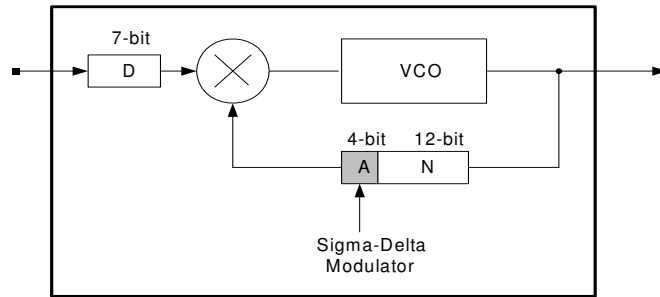 7-bit
D
VCO
4-bit 12-bit
A N
Sigma-Delta
Modulator